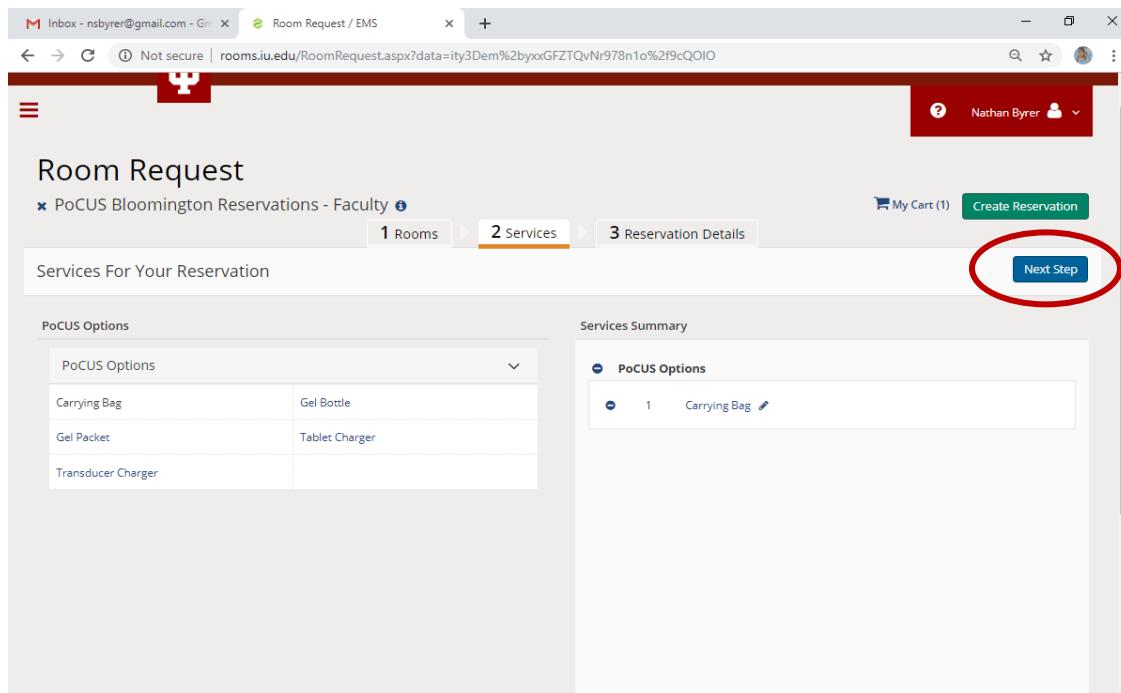 Inbox - nsbyrer@gmail.com - Gm
Room Request / EMS
Not secure | rooms.iu.edu/RoomRequest.aspx?data=ity3Dem%2byxxGFZTQvNr978n1o%2f9cQOIO
Nathan Byrer
Room Request
PoCUS Bloomington Reservations - Faculty
My Cart (1)
Create Reservation
1 Rooms
2 Services
3 Reservation Details
Services For Your Reservation
Next Step
PoCUS Options
PoCUS Options
Carrying Bag
Gel Bottle
Gel Packet
Tablet Charger
Transducer Charger
Services Summary
PoCUS Options
1 Carrying Bag